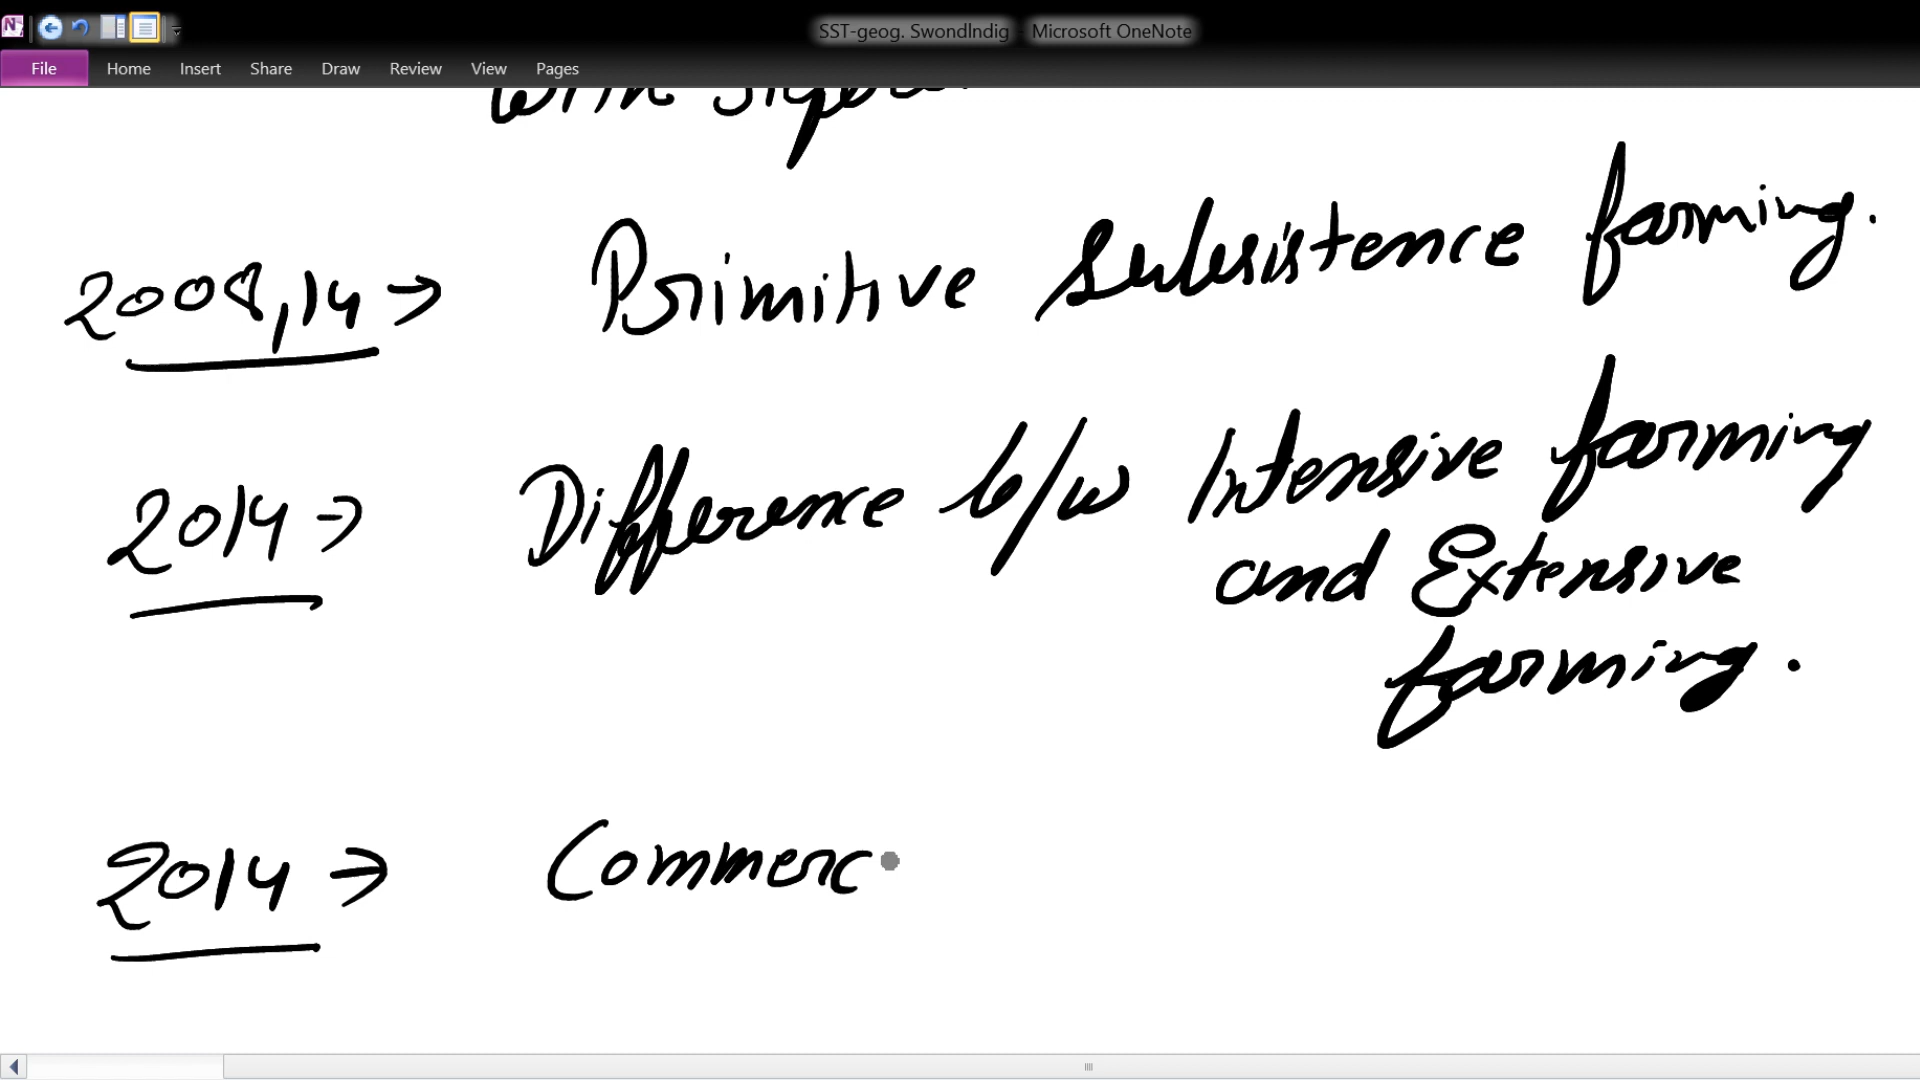 SST-geog. SwondIndig - Microsoft OneNote
File Home Insert Share Draw Review View Pages
2008,14 → Primitive subsistence farming.
2014 → Difference b/w Intensive farming
and Extensive
farming.
2014 → Commerc